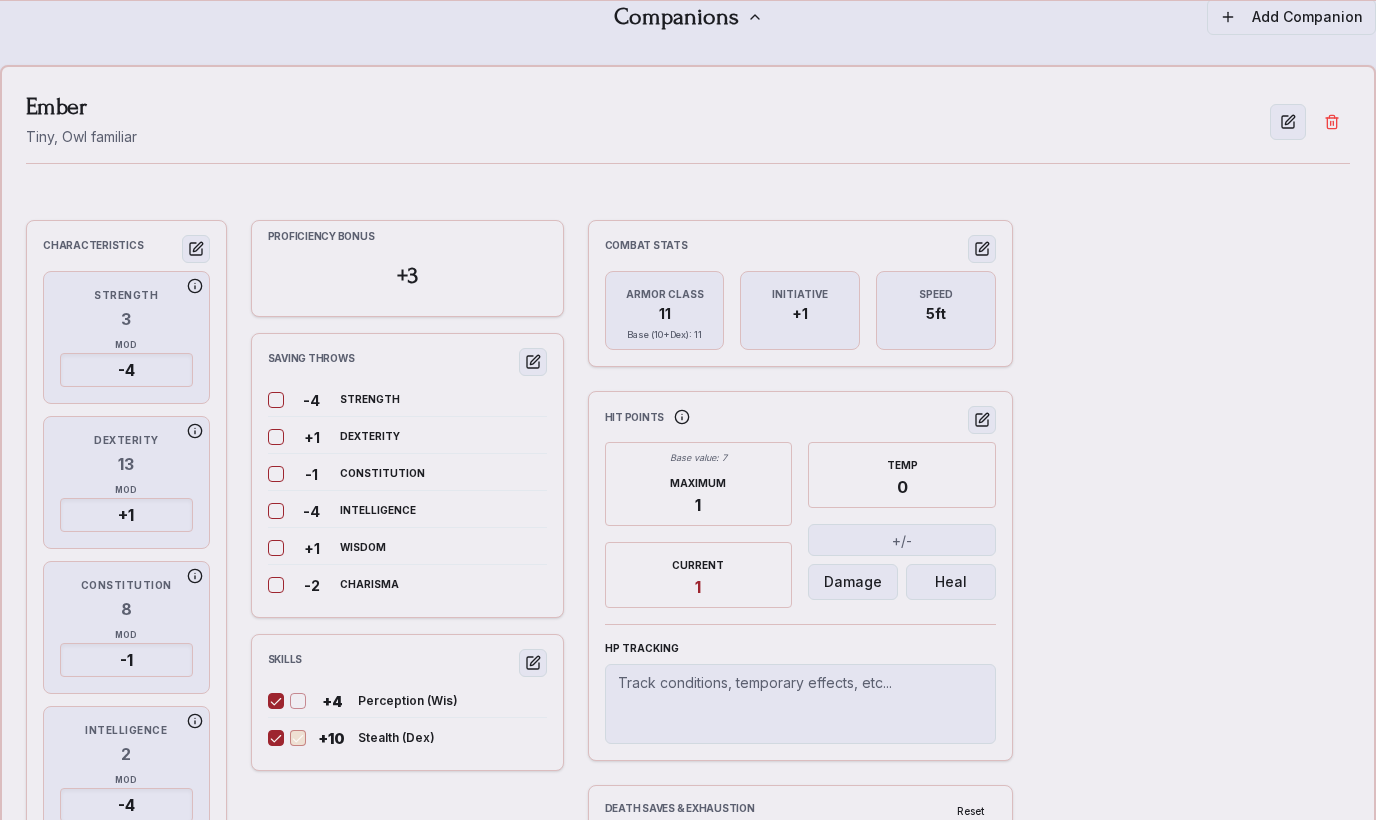 Companions
Add Companion
Ember
Tiny, Owl familiar
CHARACTERISTICS
STRENGTH
3
MOD
-4
DEXTERITY
13
MOD
+1
CONSTITUTION
8
MOD
-1
INTELLIGENCE
2
MOD
-4
PROFICIENCY BONUS
+3
SAVING THROWS
-4 STRENGTH
+1 DEXTERITY
-1 CONSTITUTION
-4 INTELLIGENCE
+1 WISDOM
-2 CHARISMA
SKILLS
+4 Perception (Wis)
+10 Stealth (Dex)
COMBAT STATS
ARMOR CLASS
11
Base (10+Dex): 11
INITIATIVE
+1
SPEED
5ft
HIT POINTS
Base value: 7
MAXIMUM
1
CURRENT
1
TEMP
0
+/-
Damage
Heal
HP TRACKING
Track conditions, temporary effects, etc...
DEATH SAVES & EXHAUSTION
Reset